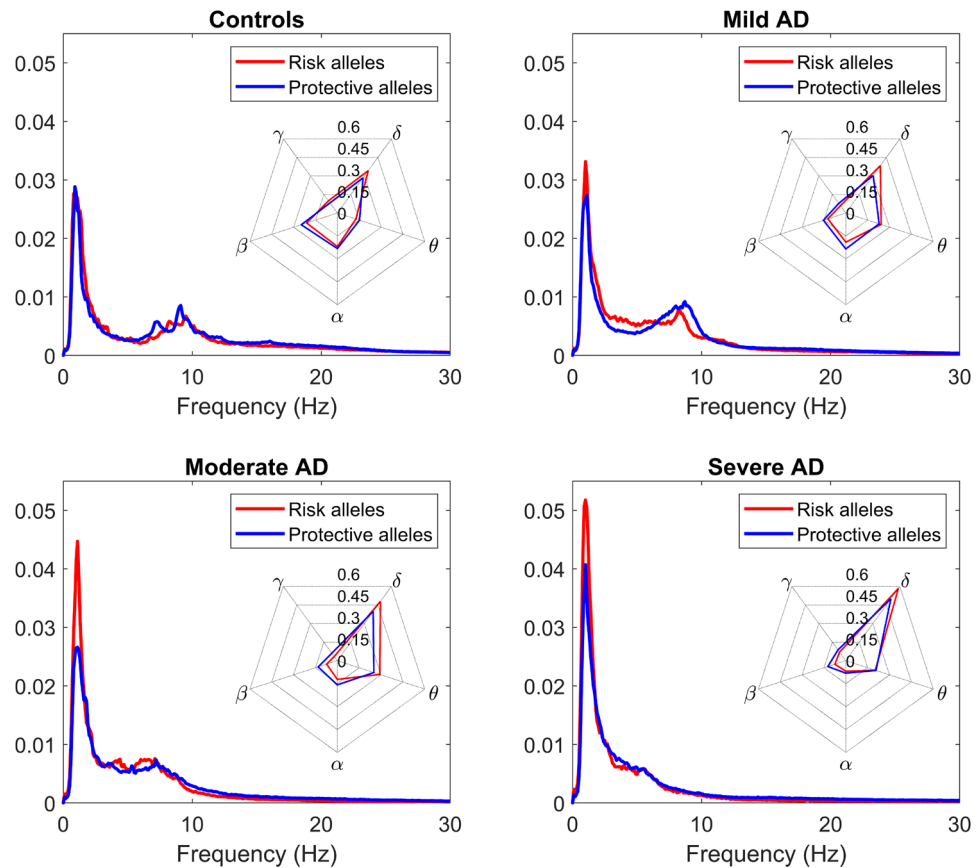 Controls
0.05
0.04
0.03
0.02
0.01
0
0 10 20 30
Frequency (Hz)
Risk alleles
Protective alleles
γ δ
0.6
0.45
0.3
0.15
0
β θ
α
Mild AD
0.05
0.04
0.03
0.02
0.01
0
0 10 20 30
Frequency (Hz)
Risk alleles
Protective alleles
γ δ
0.6
0.45
0.3
0.15
0
β θ
α
Moderate AD
0.05
0.04
0.03
0.02
0.01
0
0 10 20 30
Frequency (Hz)
Risk alleles
Protective alleles
γ δ
0.6
0.45
0.3
0.15
0
β θ
α
Severe AD
0.05
0.04
0.03
0.02
0.01
0
0 10 20 30
Frequency (Hz)
Risk alleles
Protective alleles
γ δ
0.6
0.45
0.3
0.15
0
β θ
α